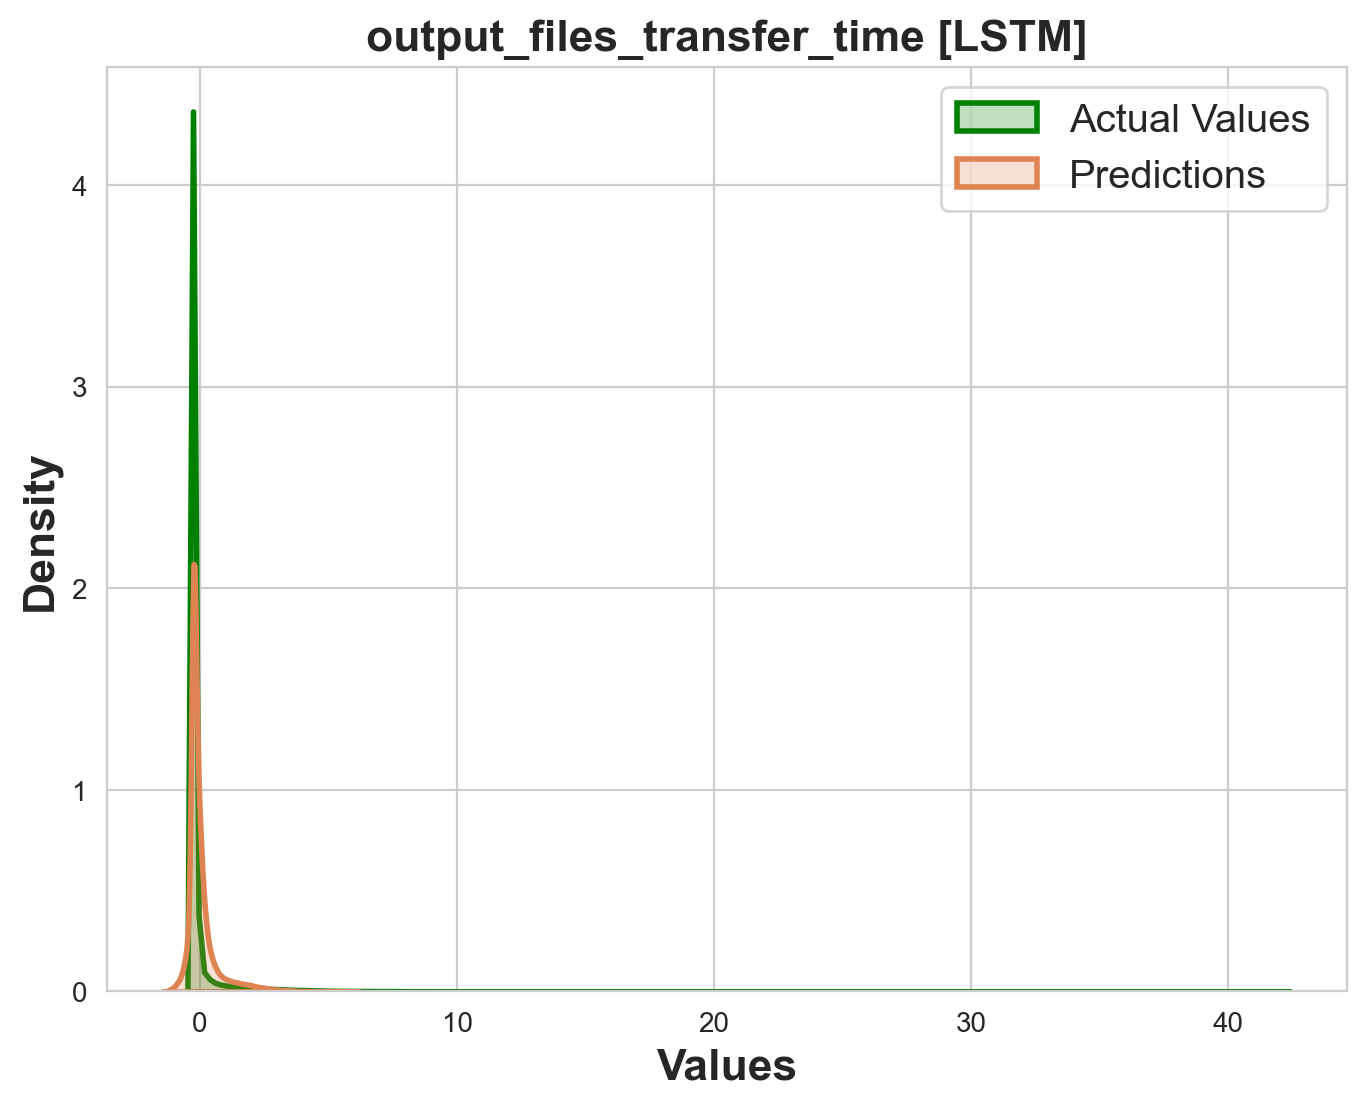 output_files_transfer_time [LSTM]
Actual Values
Predictions
4
3
2
1
0
Density
0 10 20 30 40
Values